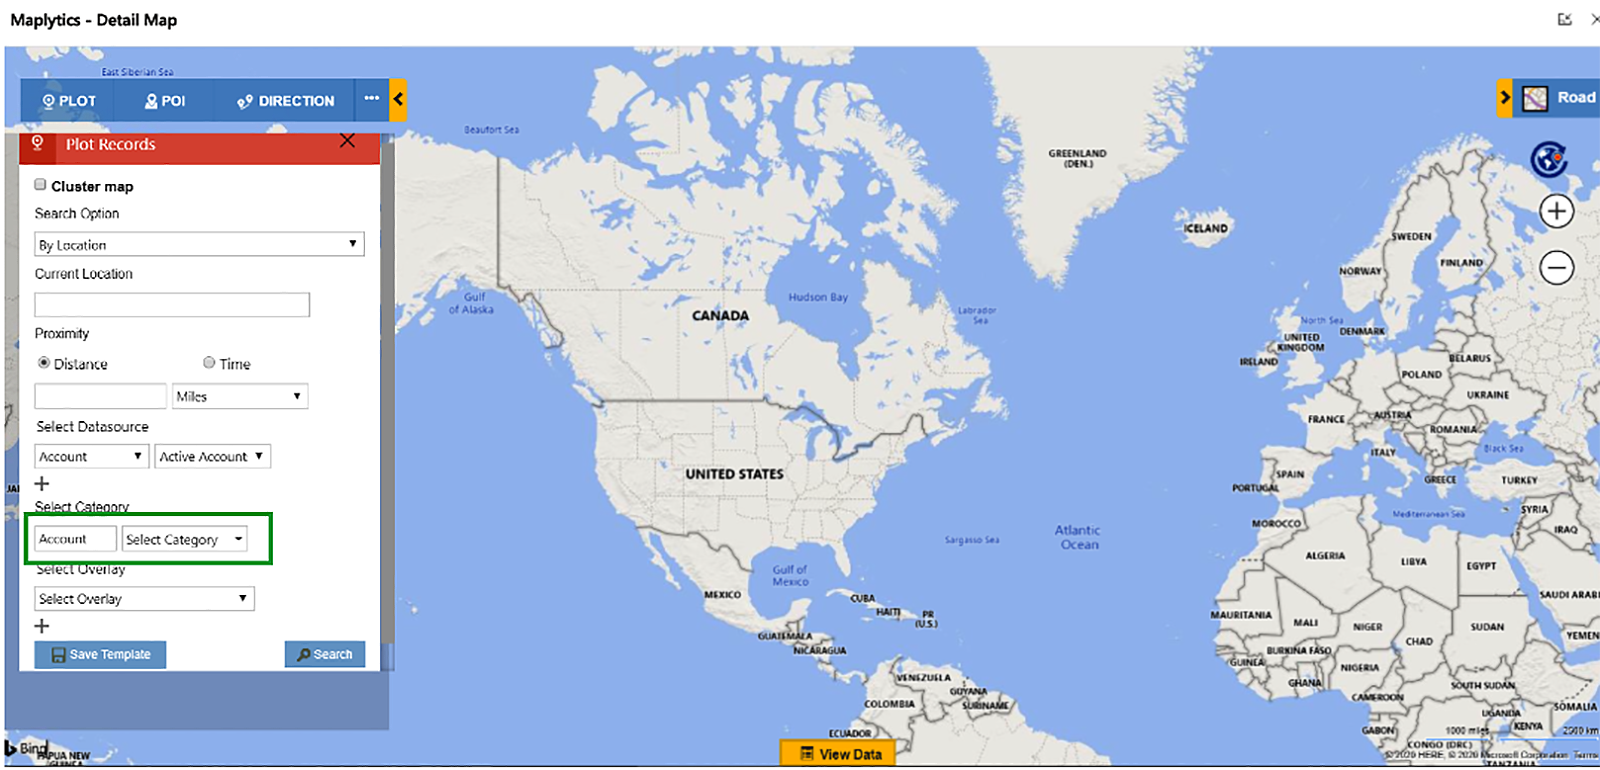 Maplytics - Detail Map
East Siberian Sea
PLOT
POI
DIRECTION
...
Road
Plot Records
Cluster map
Search Option
By Location
Current Location
Proximity
Distance
Time
Miles
Select Datasource
Account
Active Account
Select Category
Account
Select Category
Select Overlay
Select Overlay
Save Template
Search
Beaufort Sea
GREENLAND
(DEN.)
ICELAND
SWEDEN
FINLAND
NORWAY
Gulf
of Alaska
Hudson Bay
Labrador
Sea
CANADA
North Sea
DENMARK
UNITED
KINGDOM
IRELAND
BELARUS
POLAND
UKRAINE
FRANCE
AUSTRIA
ROMANIA
Black Sea
ITALY
UNITED STATES
SPAIN
PORTUGAL
GREECE
TURKEY
Mediterranean Sea
SYRIA
IRAQ
MOROCCO
Atlantic
Ocean
Sargasso Sea
ALGERIA
LIBYA
EGYPT
Gulf of
Mexico
MEXICO
CUBA
HAITI
PR
(U.S.)
SAUDI ARABI
MAURITANIA
MALI
NIGER
CHAD
SUDAN
YEMEN
GUATEMALA
NICARAGUA
BURKINA FASO
GUINEA
GHANA
NIGERIA
SOUTH SUDAN
CAMEROON
VENEZUELA
GUYANA
SURINAME
COLOMBIA
ECUADOR
SOMALIA
UGANDA
KENYA
GABON
CONGO (DRC)
TANZANIA
1000 miles
2500 km
© 2020 HERE, © 2020 Microsoft Corporation Terms
View Data
Bing
PAPUA NEW
GUINEA